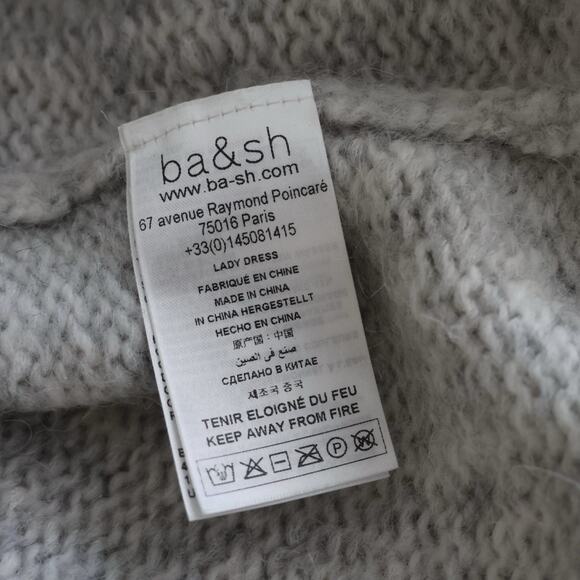 ba&sh
www.ba-sh.com
67 avenue Raymond Poincaré
75016 Paris
+33(0)145081415
LADY DRESS
FABRIQUÉ EN CHINE
MADE IN CHINA
IN CHINA HERGESTELLT
HECHO EN CHINA
原产国：中国
صنع في الصين
СДЕЛАНО В КИТАЕ
제조국 중국
TENIR ELOIGNÉ DU FEU
KEEP AWAY FROM FIRE
P
W